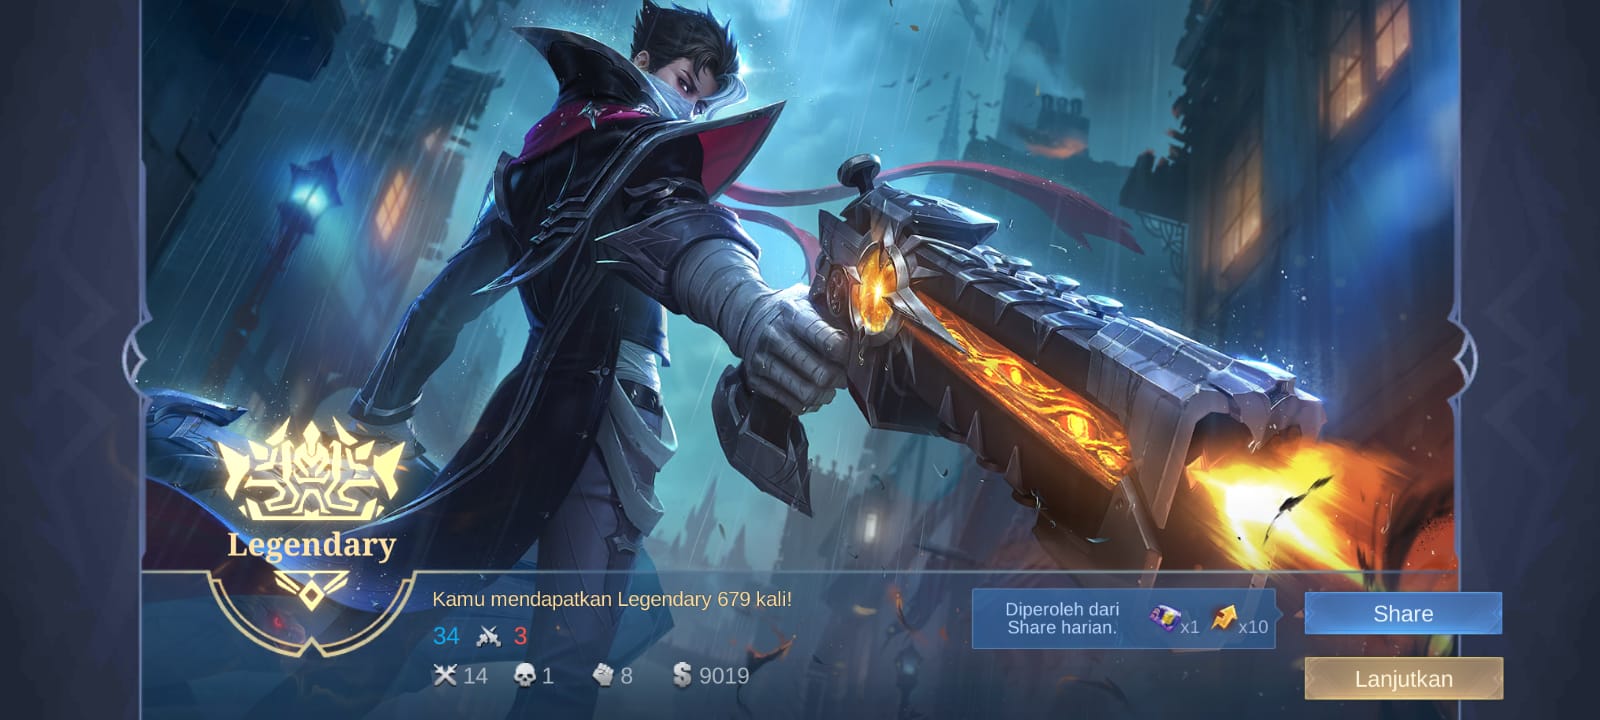 Legendary
Kamu mendapatkan Legendary 679 kali!
34 3
14 1 8 9019
Diperoleh dari
Share harian.
x1 x10
Share
Lanjutkan